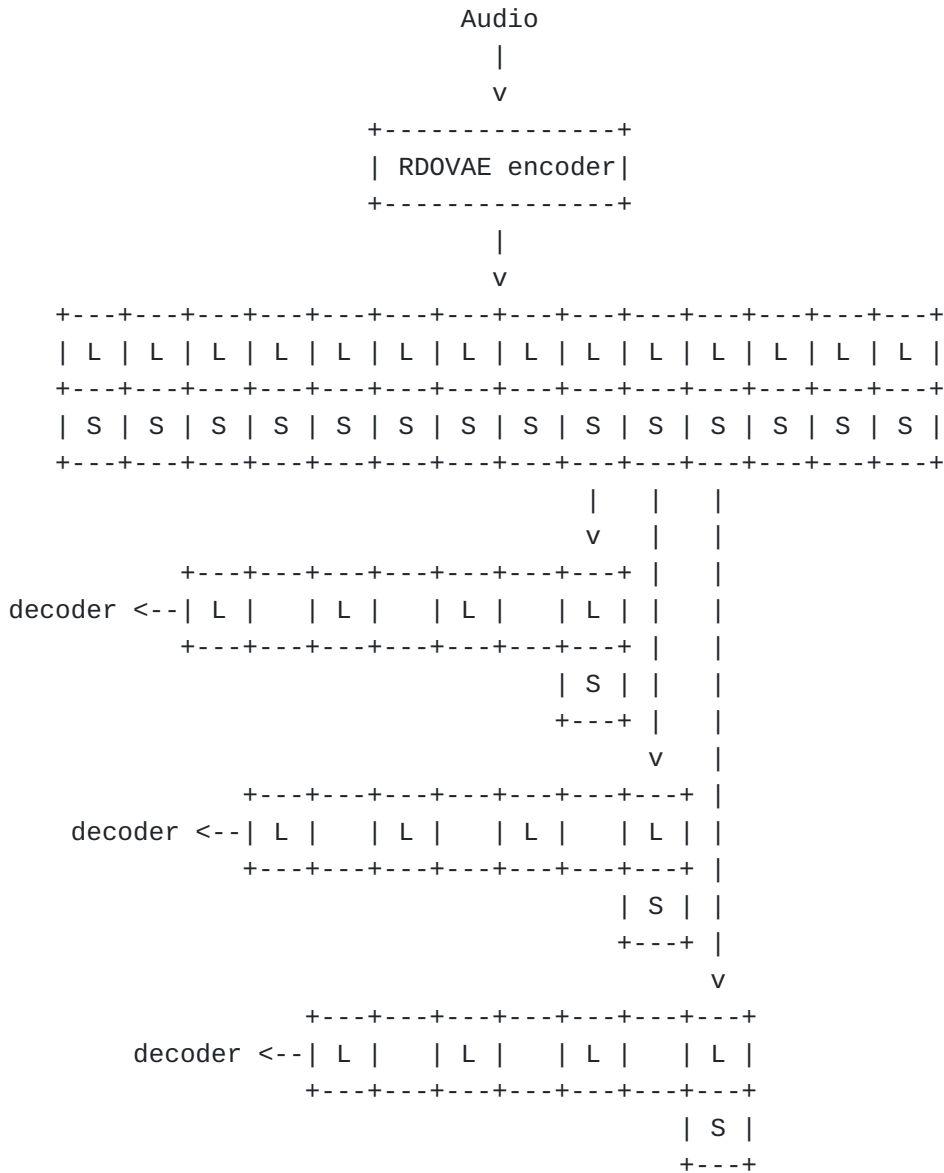 Audio
                               |
                               v
                       +---------------+
                       | RDOVAE encoder|
                       +---------------+
                               |
                               v
   +---+---+---+---+---+---+---+---+---+---+---+---+---+---+
   | L | L | L | L | L | L | L | L | L | L | L | L | L | L |
   +---+---+---+---+---+---+---+---+---+---+---+---+---+---+
   | S | S | S | S | S | S | S | S | S | S | S | S | S | S |
   +---+---+---+---+---+---+---+---+---+---+---+---+---+---+
                                     |   |   |
                                     v   |   |
           +---+---+---+---+---+---+---+ |   |
decoder <--| L |   | L |   | L |   | L | |   |
           +---+---+---+---+---+---+---+ |   |
                                   | S | |   |
                                   +---+ |   |
                                         v   |
               +---+---+---+---+---+---+---+ |
    decoder <--| L |   | L |   | L |   | L | |
               +---+---+---+---+---+---+---+ |
                                       | S | |
                                       +---+ |
                                             v
                   +---+---+---+---+---+---+---+
        decoder <--| L |   | L |   | L |   | L |
                   +---+---+---+---+---+---+---+
                                           | S |
                                           +---+